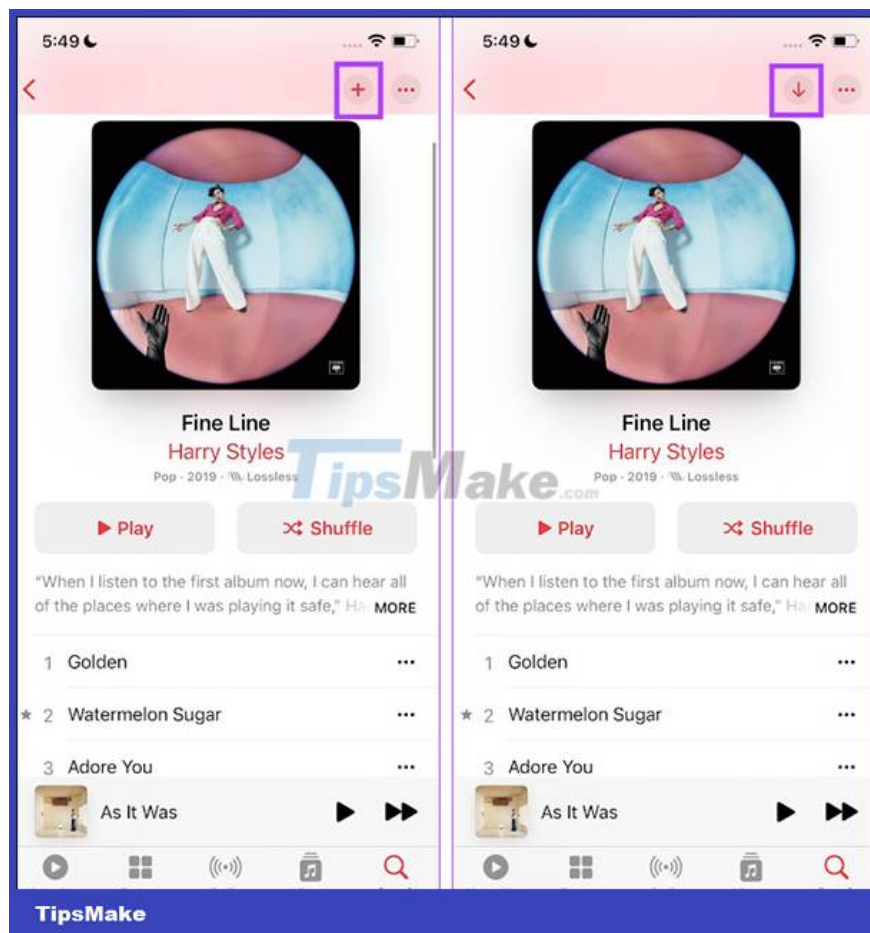 5:49
Fine Line
Harry Styles
Pop · 2019 · Lossless
Play
Shuffle
“When I listen to the first album now, I can hear all
of the places where I was playing it safe,” Ha MORE
1 Golden
2 Watermelon Sugar
3 Adore You
As It Was
5:49
Fine Line
Harry Styles
Pop · 2019 · Lossless
Play
Shuffle
“When I listen to the first album now, I can hear all
of the places where I was playing it safe,” Ha MORE
1 Golden
2 Watermelon Sugar
3 Adore You
As It Was
TipsMake.com
TipsMake